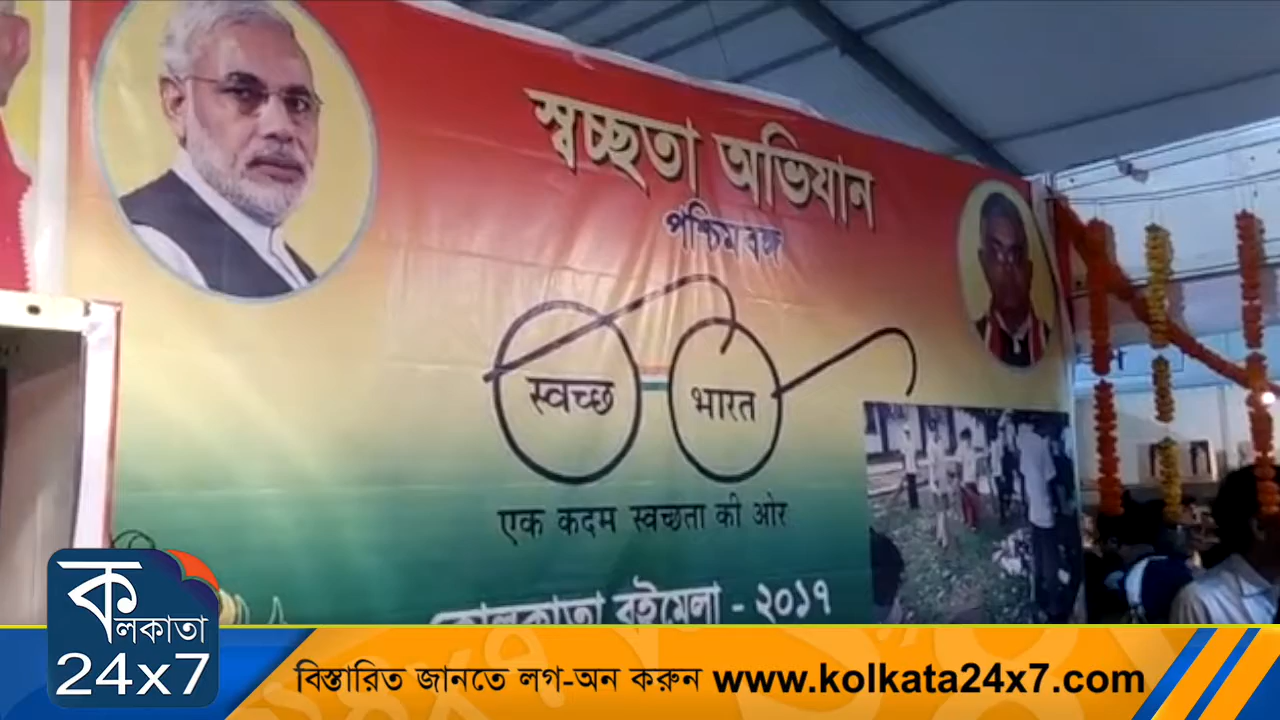 স্বচ্ছতা অভিযান
পশ্চিমবঙ্গ
स्वच्छ भारत
एक कदम स्वच्छता की ओर
কোলকাতা বইমেলা - ২০১৭
কলকাতা
24x7
বিস্তারিত জানতে লগ-অন করুন www.kolkata24x7.com